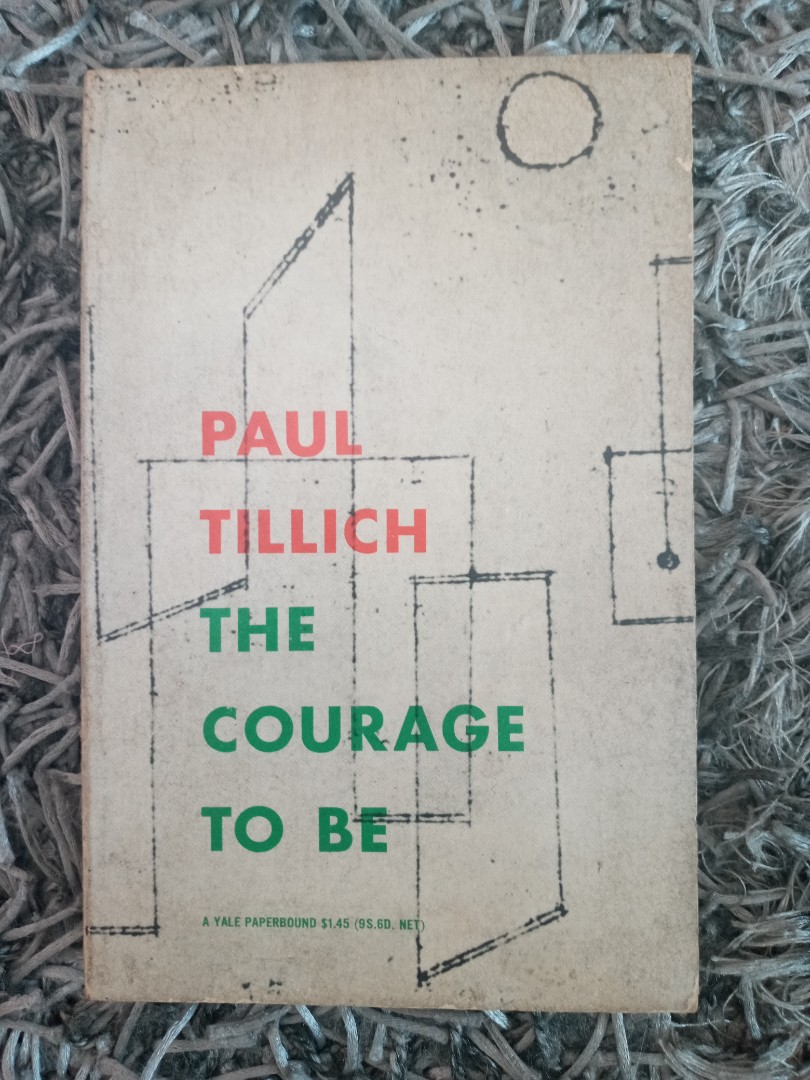 PAUL
TILLICH
THE
COURAGE
TO BE
A YALE PAPERBOUND $1.45 (9S.6D. NET)